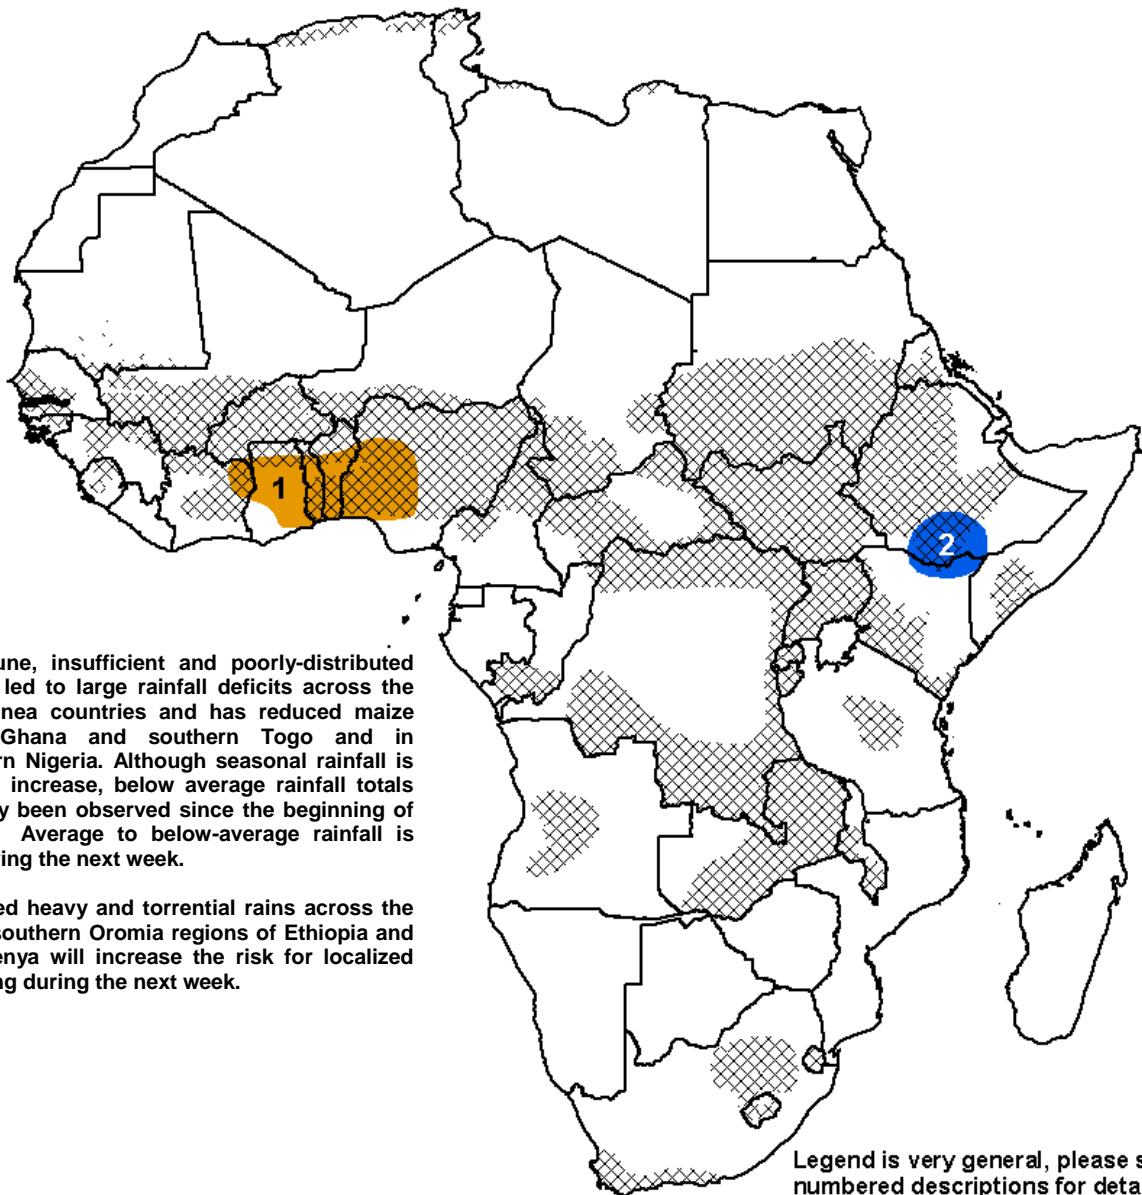 une, insufficient and poorly-distributed
led to large rainfall deficits across the
nea countries and has reduced maize
Ghana and southern Togo and in
rn Nigeria. Although seasonal rainfall is
increase, below average rainfall totals
y been observed since the beginning of
Average to below-average rainfall is
ing the next week.
ed heavy and torrential rains across the
southern Oromia regions of Ethiopia and
enya will increase the risk for localized
ng during the next week.
1
2
Legend is very general, please s
numbered descriptions for deta